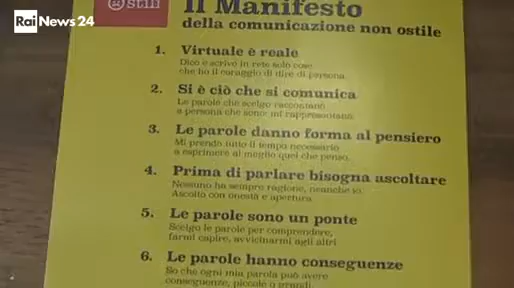 Rai News 24
stili
Il Manifesto
della comunicazione non ostile
1. Virtuale è reale
Dico e scrivo in rete solo cose
che ho il coraggio di dire di persona.
2. Si è ciò che si comunica
Le parole che scelgo raccontano
la persona che sono: mi rappresentano.
3. Le parole danno forma al pensiero
Mi prendo tutto il tempo necessario
a esprimere al meglio quel che penso.
4. Prima di parlare bisogna ascoltare
Nessuno ha sempre ragione, neanche io.
Ascolto con onestà e apertura.
5. Le parole sono un ponte
Scelgo le parole per comprendere,
farmi capire, avvicinarmi agli altri
6. Le parole hanno conseguenze
So che ogni mia parola può avere
conseguenze, piccole o grandi.